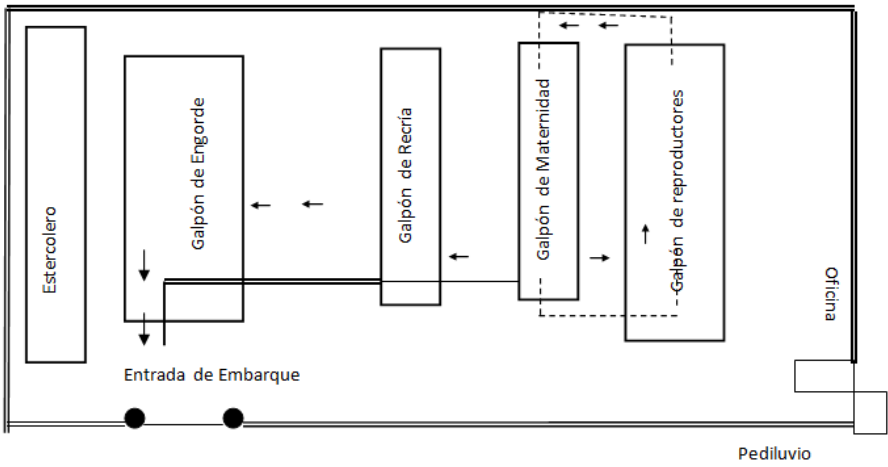 Estercolero
Galpón de Engorde
Galpón de Recría
Galpón de Maternidad
Galpón de reproductores
Oficina
Entrada de Embarque
Pediluvio